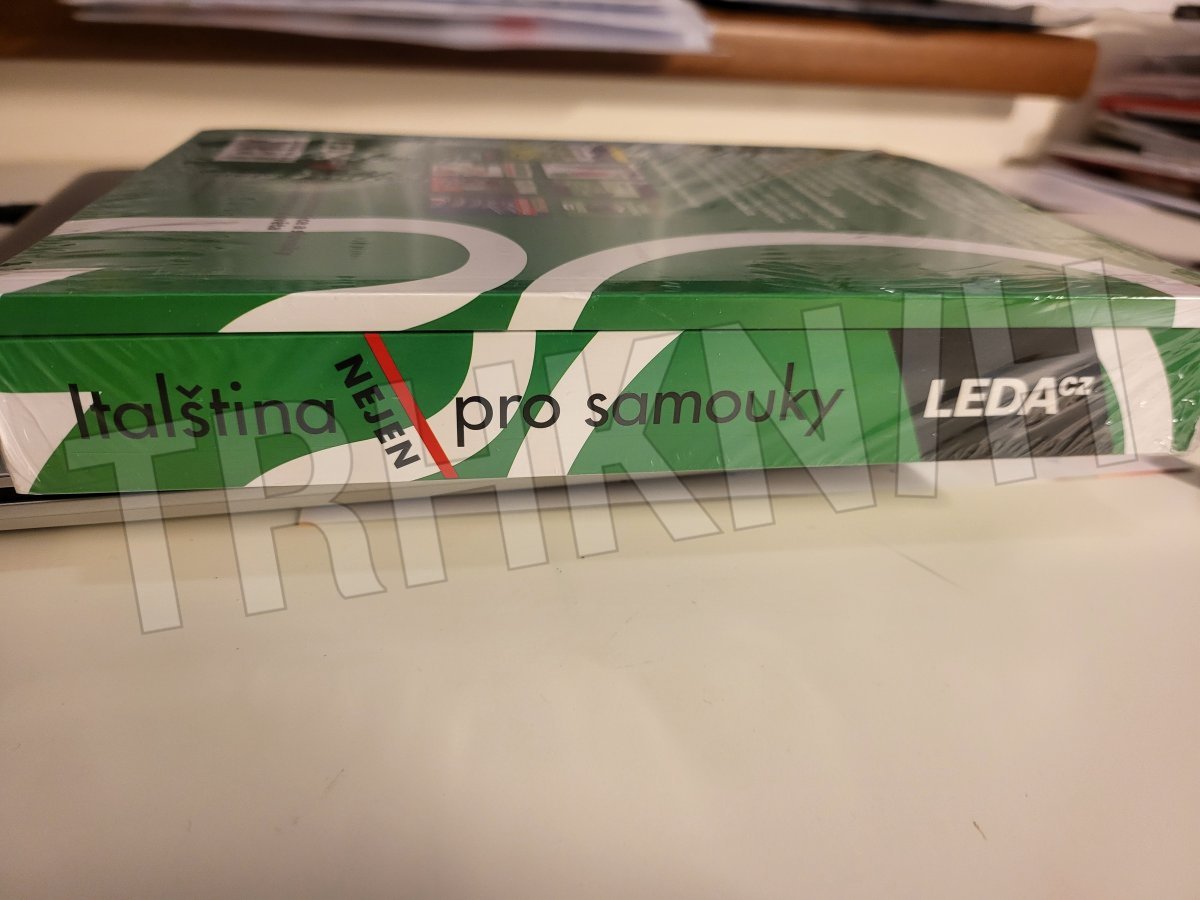 Italština NEJEN pro samouky
LEDA cz
TRHKNIH